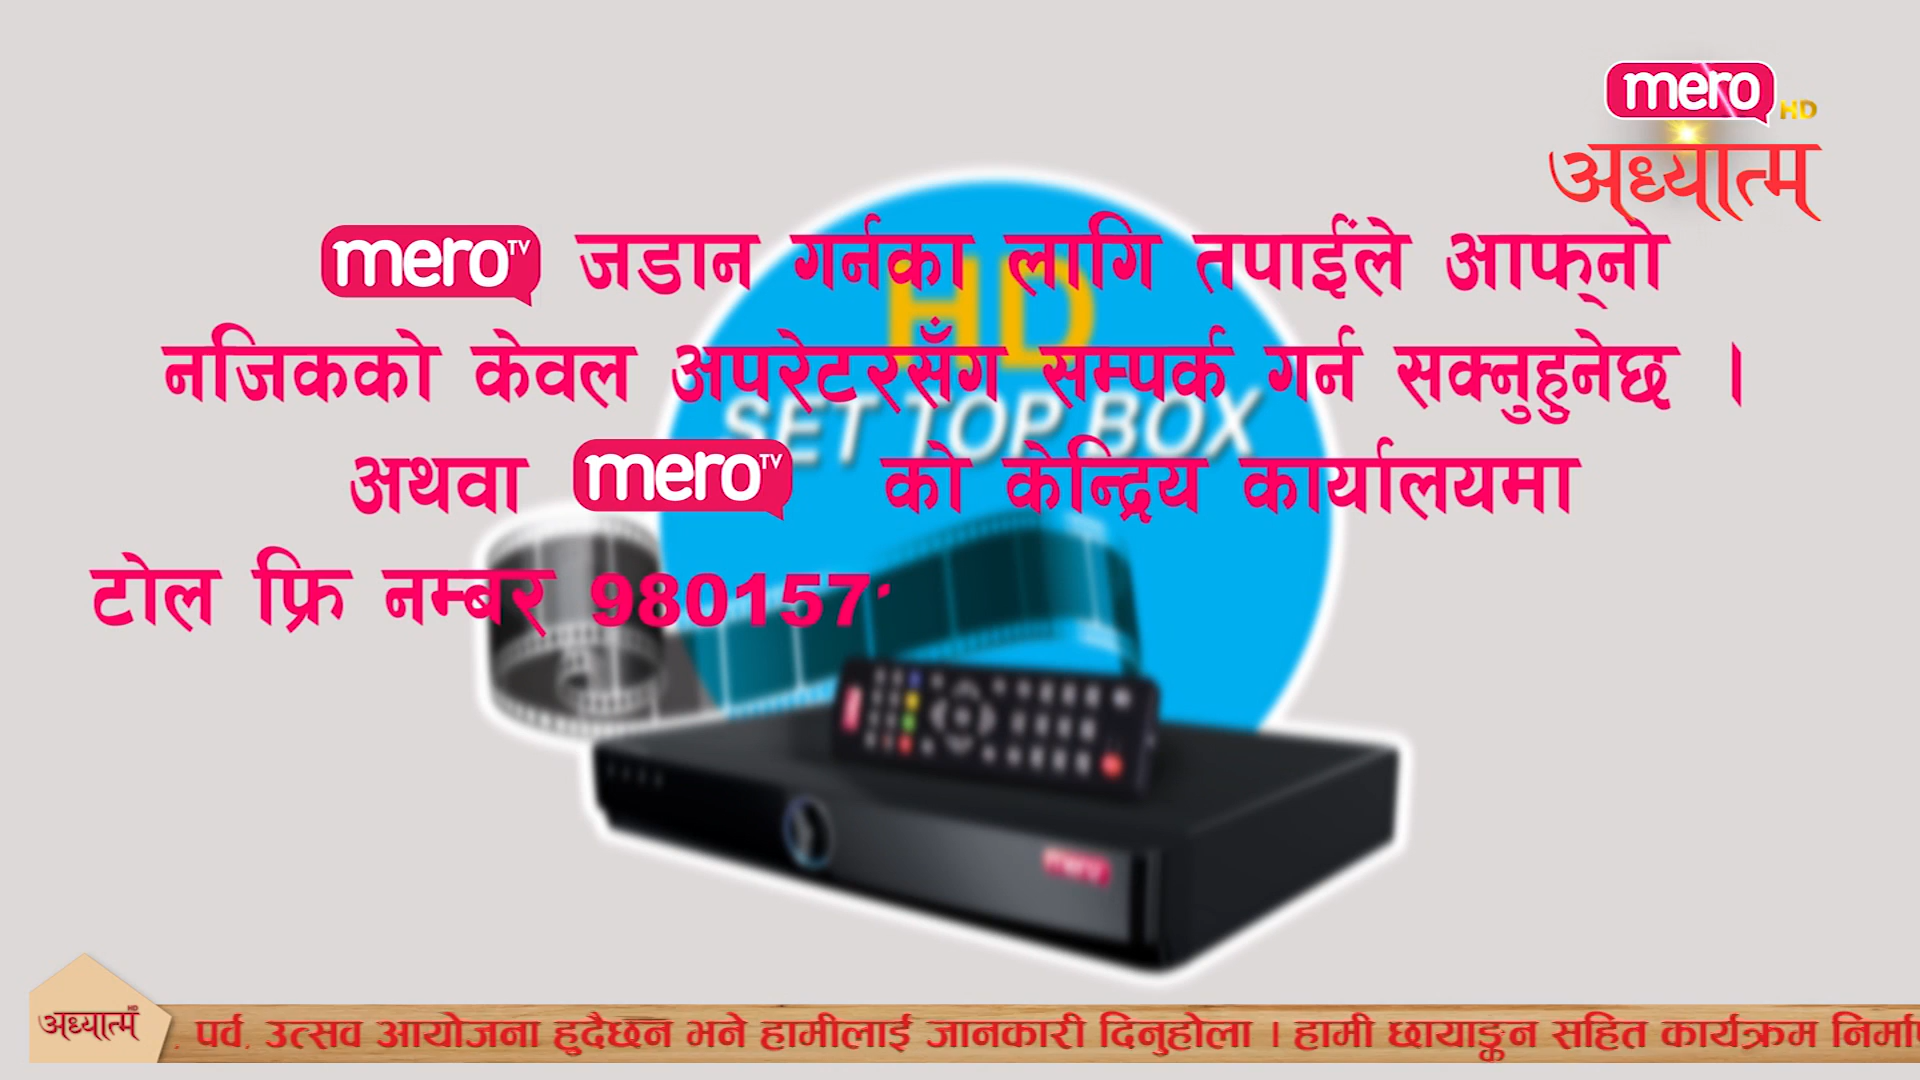 mero HD
अध्यात्म
mero TV जडान गर्नका लागि तपाईंले आफ्नो
नजिकको केवल अपरेटरसँग सम्पर्क गर्न सक्नुहुनेछ ।
अथवा mero TV को केन्द्रिय कार्यालयमा
टोल फ्रि नम्बर 980157
HD
SET TOP BOX
mero
अध्यात्म HD
. पर्व, उत्सव आयोजना हुदैछन भने हामीलाई जानकारी दिनुहोला । हामी छायाङ्कन सहित कार्यक्रम